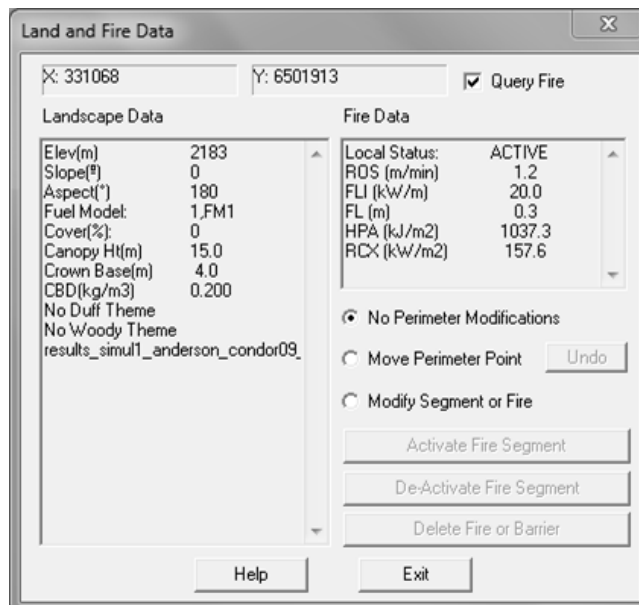 Land and Fire Data
X: 331068 Y: 6501913 Query Fire
Landscape Data
Elev(m) 2183
Slope(º) 0
Aspect(°) 180
Fuel Model: 1,FM1
Cover(%): 0
Canopy Ht(m) 15.0
Crown Base(m) 4.0
CBD(kg/m3) 0.200
No Duff Theme
No Woody Theme
results_simul1_anderson_condor09_
Fire Data
Local Status: ACTIVE
ROS (m/min) 1.2
FLI (kW/m) 20.0
FL (m) 0.3
HPA (kJ/m2) 1037.3
RCX (kW/m2) 157.6
No Perimeter Modifications
Move Perimeter Point Undo
Modify Segment or Fire
Activate Fire Segment
De-Activate Fire Segment
Delete Fire or Barrier
Help Exit